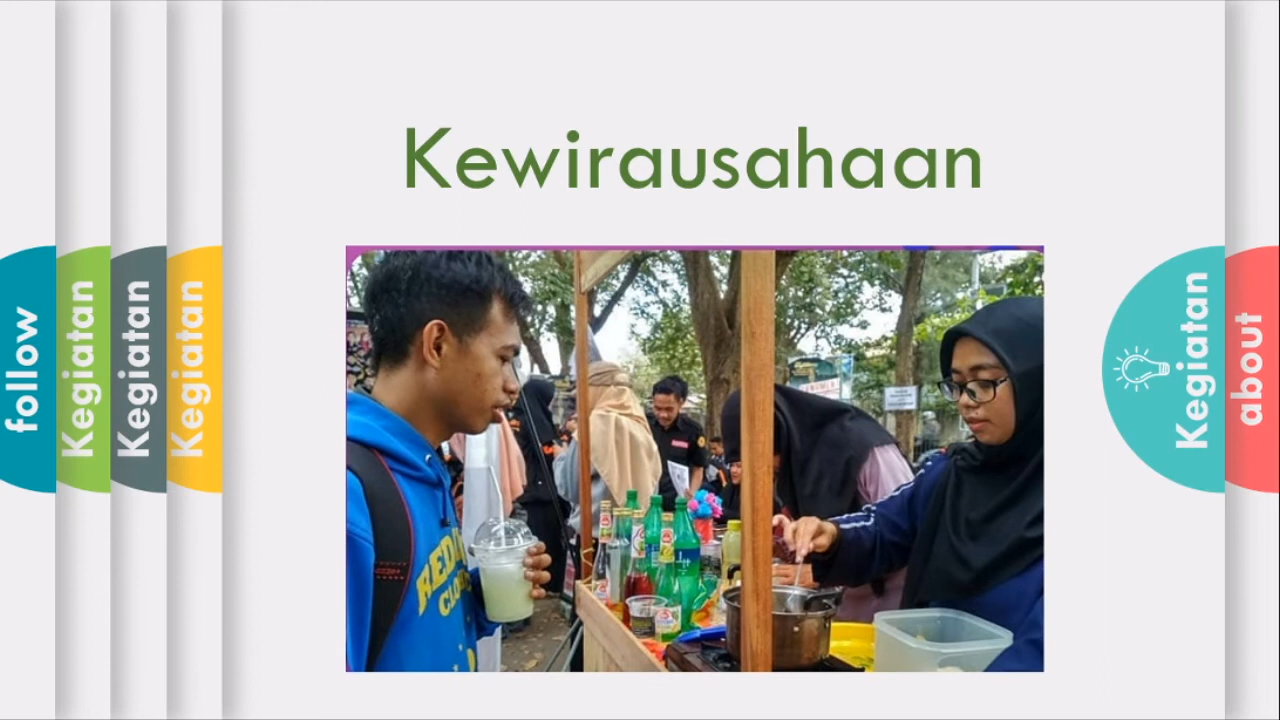 follow
Kegiatan
Kegiatan
Kegiatan
Kewirausahaan
Kegiatan
about